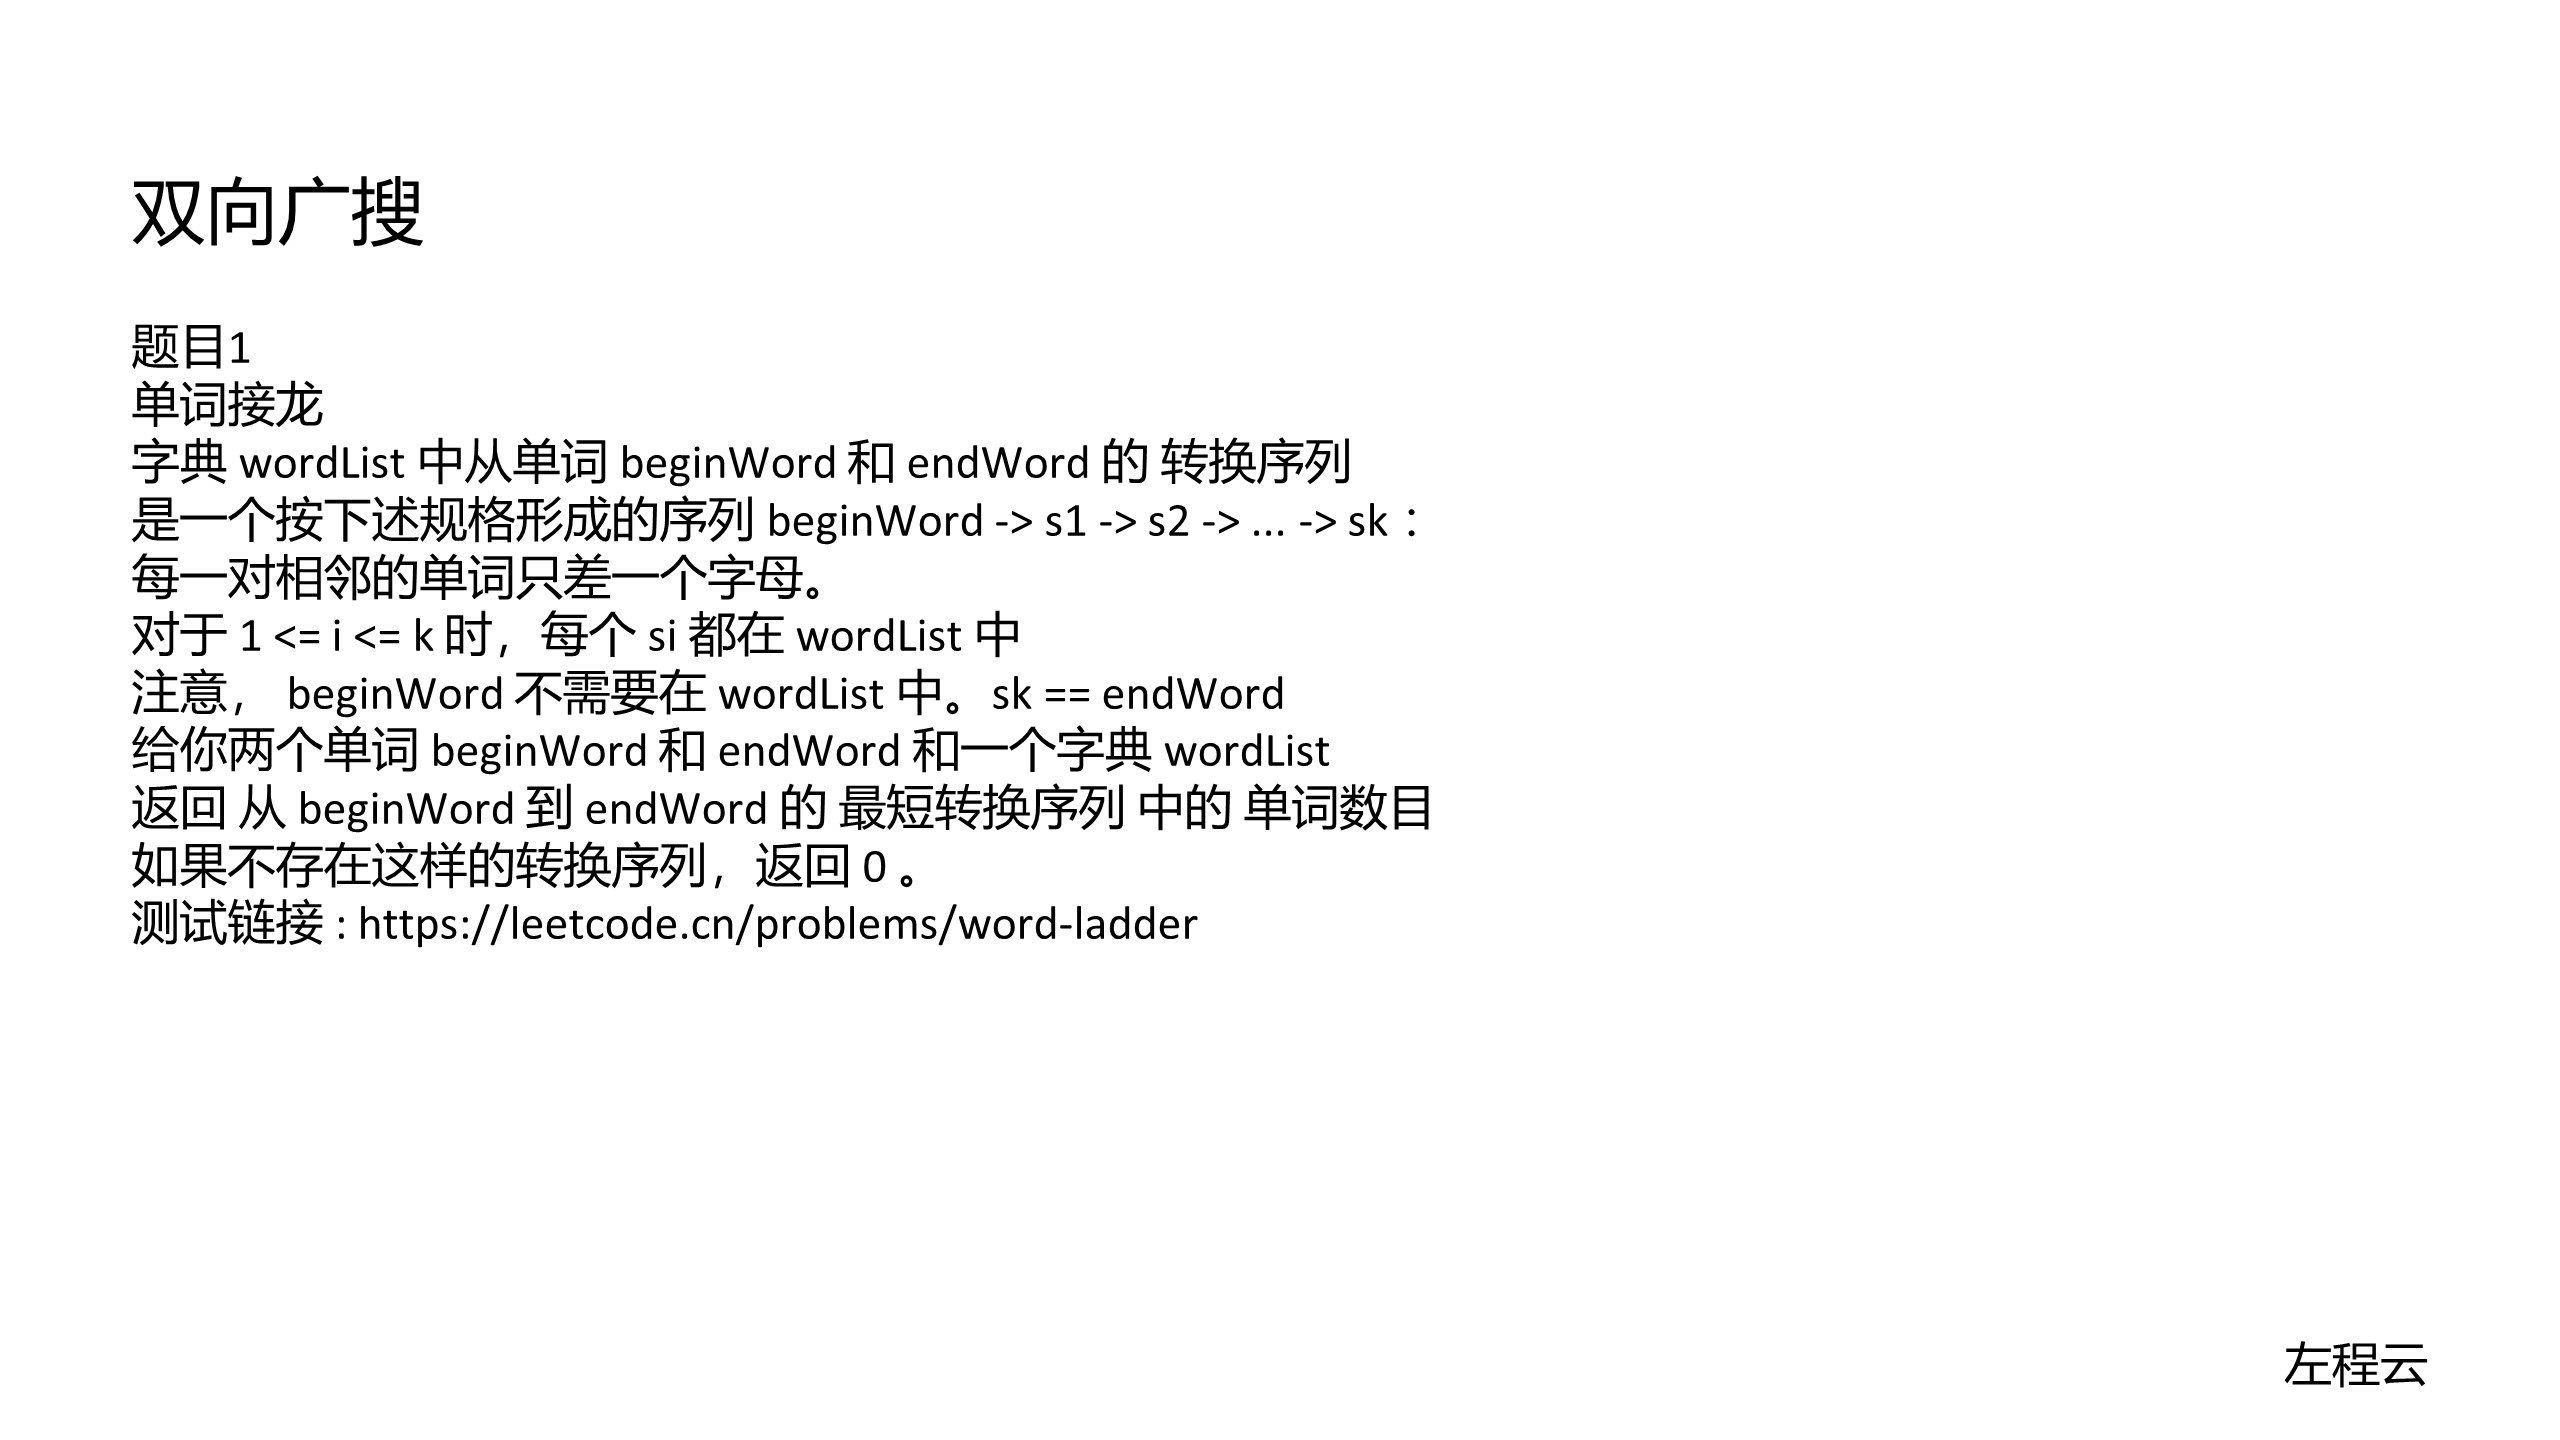 双向广搜
题目1
单词接龙
字典 wordList 中从单词 beginWord 和 endWord 的 转换序列
是一个按下述规格形成的序列 beginWord -> s1 -> s2 -> ... -> sk：
每一对相邻的单词只差一个字母。
对于 1 <= i <= k 时，每个 si 都在 wordList 中
注意， beginWord 不需要在 wordList 中。sk == endWord
给你两个单词 beginWord 和 endWord 和一个字典 wordList
返回 从 beginWord 到 endWord 的 最短转换序列 中的 单词数目
如果不存在这样的转换序列，返回 0 。
测试链接 : https://leetcode.cn/problems/word-ladder
左程云